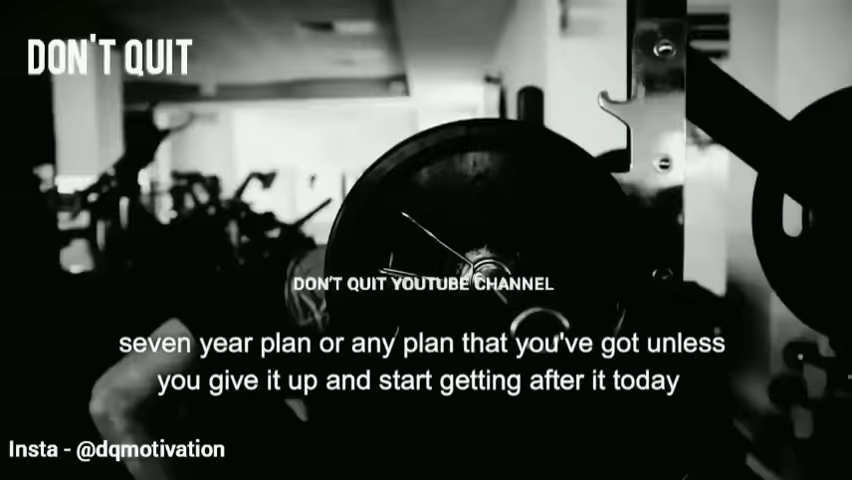 DON'T QUIT
DON'T QUIT YOUTUBE CHANNEL
seven year plan or any plan that you've got unless
you give it up and start getting after it today
Insta - @dqmotivation